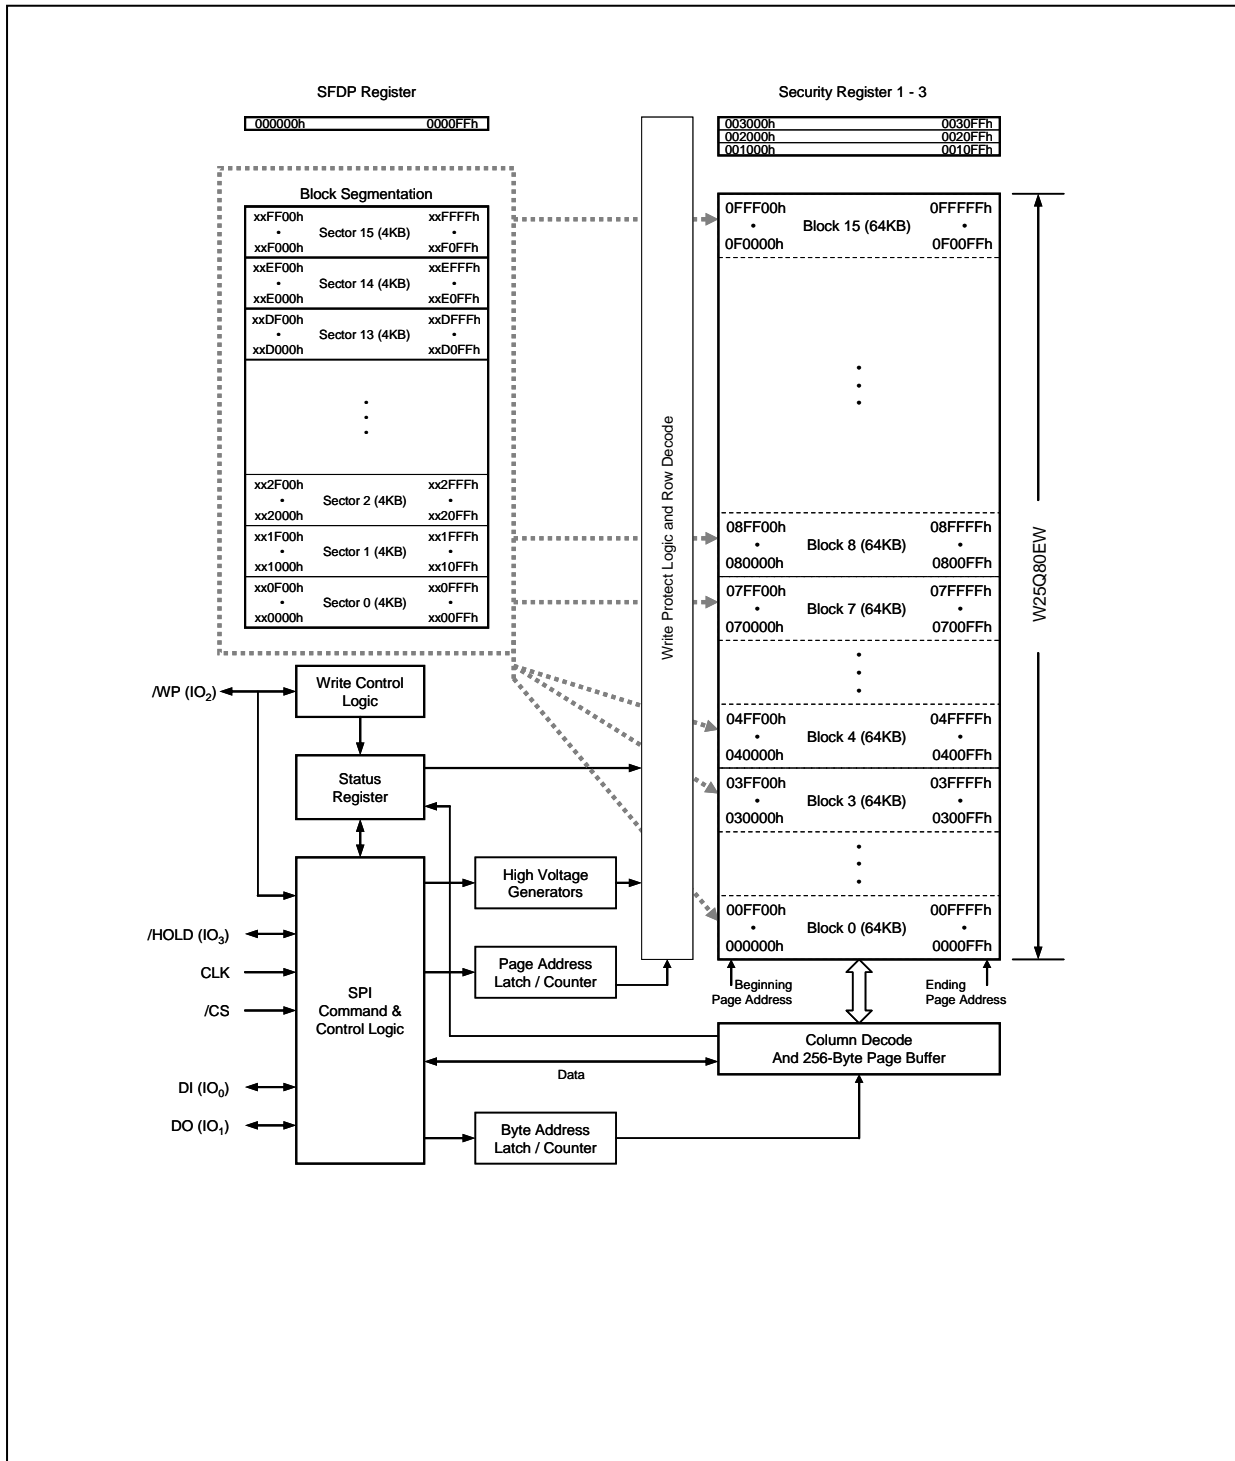 SFDP Register
000000h 0000FFh
Security Register 1 - 3
003000h 0030FFh
002000h 0020FFh
001000h 0010FFh
Block Segmentation
xxFF00h xxFFFFh
• Sector 15 (4KB) •
xxF000h xxF0FFh
xxEF00h xxEFFFh
• Sector 14 (4KB) •
xxE000h xxE0FFh
xxDF00h xxDFFFh
• Sector 13 (4KB) •
xxD000h xxD0FFh
xx2F00h xx2FFFh
• Sector 2 (4KB) •
xx2000h xx20FFh
xx1F00h xx1FFFh
• Sector 1 (4KB) •
xx1000h xx10FFh
xx0F00h xx0FFFh
• Sector 0 (4KB) •
xx0000h xx00FFh
Write Protect Logic and Row Decode
0FFF00h 0FFFFFh
• Block 15 (64KB) •
0F0000h 0F00FFh
08FF00h 08FFFFh
• Block 8 (64KB) •
080000h 0800FFh
07FF00h 07FFFFh
• Block 7 (64KB) •
070000h 0700FFh
04FF00h 04FFFFh
• Block 4 (64KB) •
040000h 0400FFh
03FF00h 03FFFFh
• Block 3 (64KB) •
030000h 0300FFh
00FF00h 00FFFFh
• Block 0 (64KB) •
000000h 0000FFh
W25Q80EW
Beginning
Page Address
Ending
Page Address
/WP (IO2)
Write Control
Logic
Status
Register
High Voltage
Generators
/HOLD (IO3)
CLK
/CS
DI (IO0)
DO (IO1)
SPI
Command &
Control Logic
Page Address
Latch / Counter
Column Decode
And 256-Byte Page Buffer
Data
Byte Address
Latch / Counter